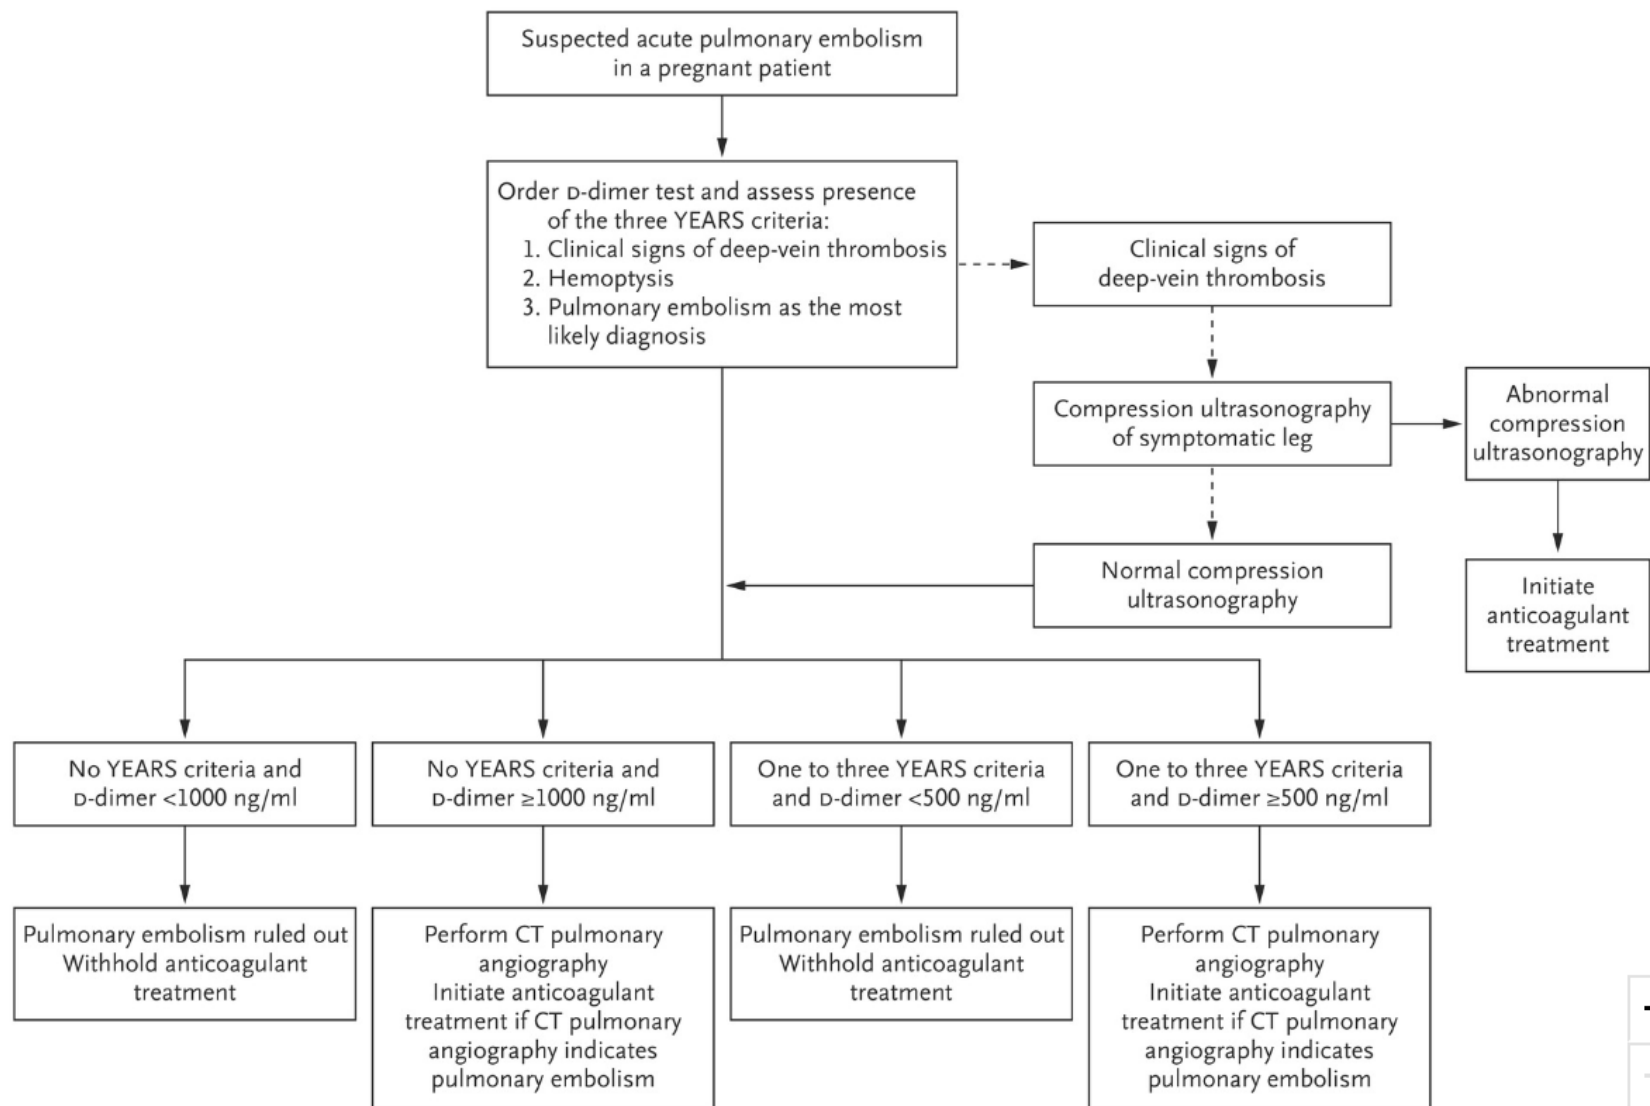 Suspected acute pulmonary embolism
in a pregnant patient
Order D-dimer test and assess presence
of the three YEARS criteria:
1. Clinical signs of deep-vein thrombosis
2. Hemoptysis
3. Pulmonary embolism as the most
likely diagnosis
Clinical signs of
deep-vein thrombosis
Compression ultrasonography
of symptomatic leg
Abnormal
compression
ultrasonography
Normal compression
ultrasonography
Initiate
anticoagulant
treatment
No YEARS criteria and
D-dimer <1000 ng/ml
No YEARS criteria and
D-dimer ≥1000 ng/ml
One to three YEARS criteria
and D-dimer <500 ng/ml
One to three YEARS criteria
and D-dimer ≥500 ng/ml
Pulmonary embolism ruled out
Withhold anticoagulant
treatment
Perform CT pulmonary
angiography
Initiate anticoagulant
treatment if CT pulmonary
angiography indicates
pulmonary embolism
Pulmonary embolism ruled out
Withhold anticoagulant
treatment
Perform CT pulmonary
angiography
Initiate anticoagulant
treatment if CT pulmonary
angiography indicates
pulmonary embolism